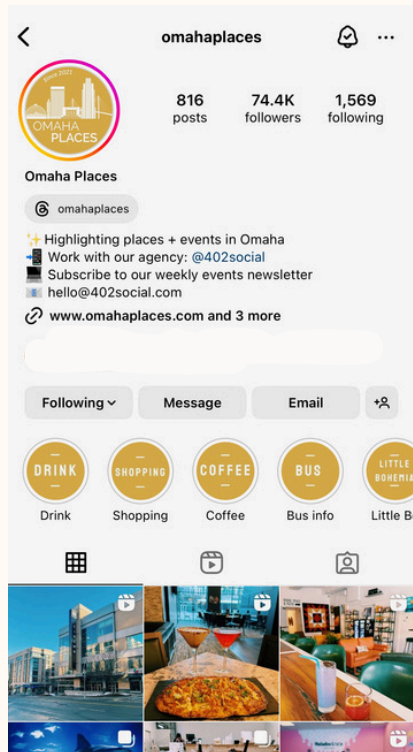 omahaplaces
since 2022
OMAHA
PLACES
816
posts
74.4K
followers
1,569
following
Omaha Places
omahaplaces
Highlighting places + events in Omaha
Work with our agency: @402social
Subscribe to our weekly events newsletter
hello@402social.com
www.omahaplaces.com and 3 more
Following
Message
Email
DRINK
SHOPPING
COFFEE
BUS
LITTLE
BOHEMIA
Drink
Shopping
Coffee
Bus info
Little B